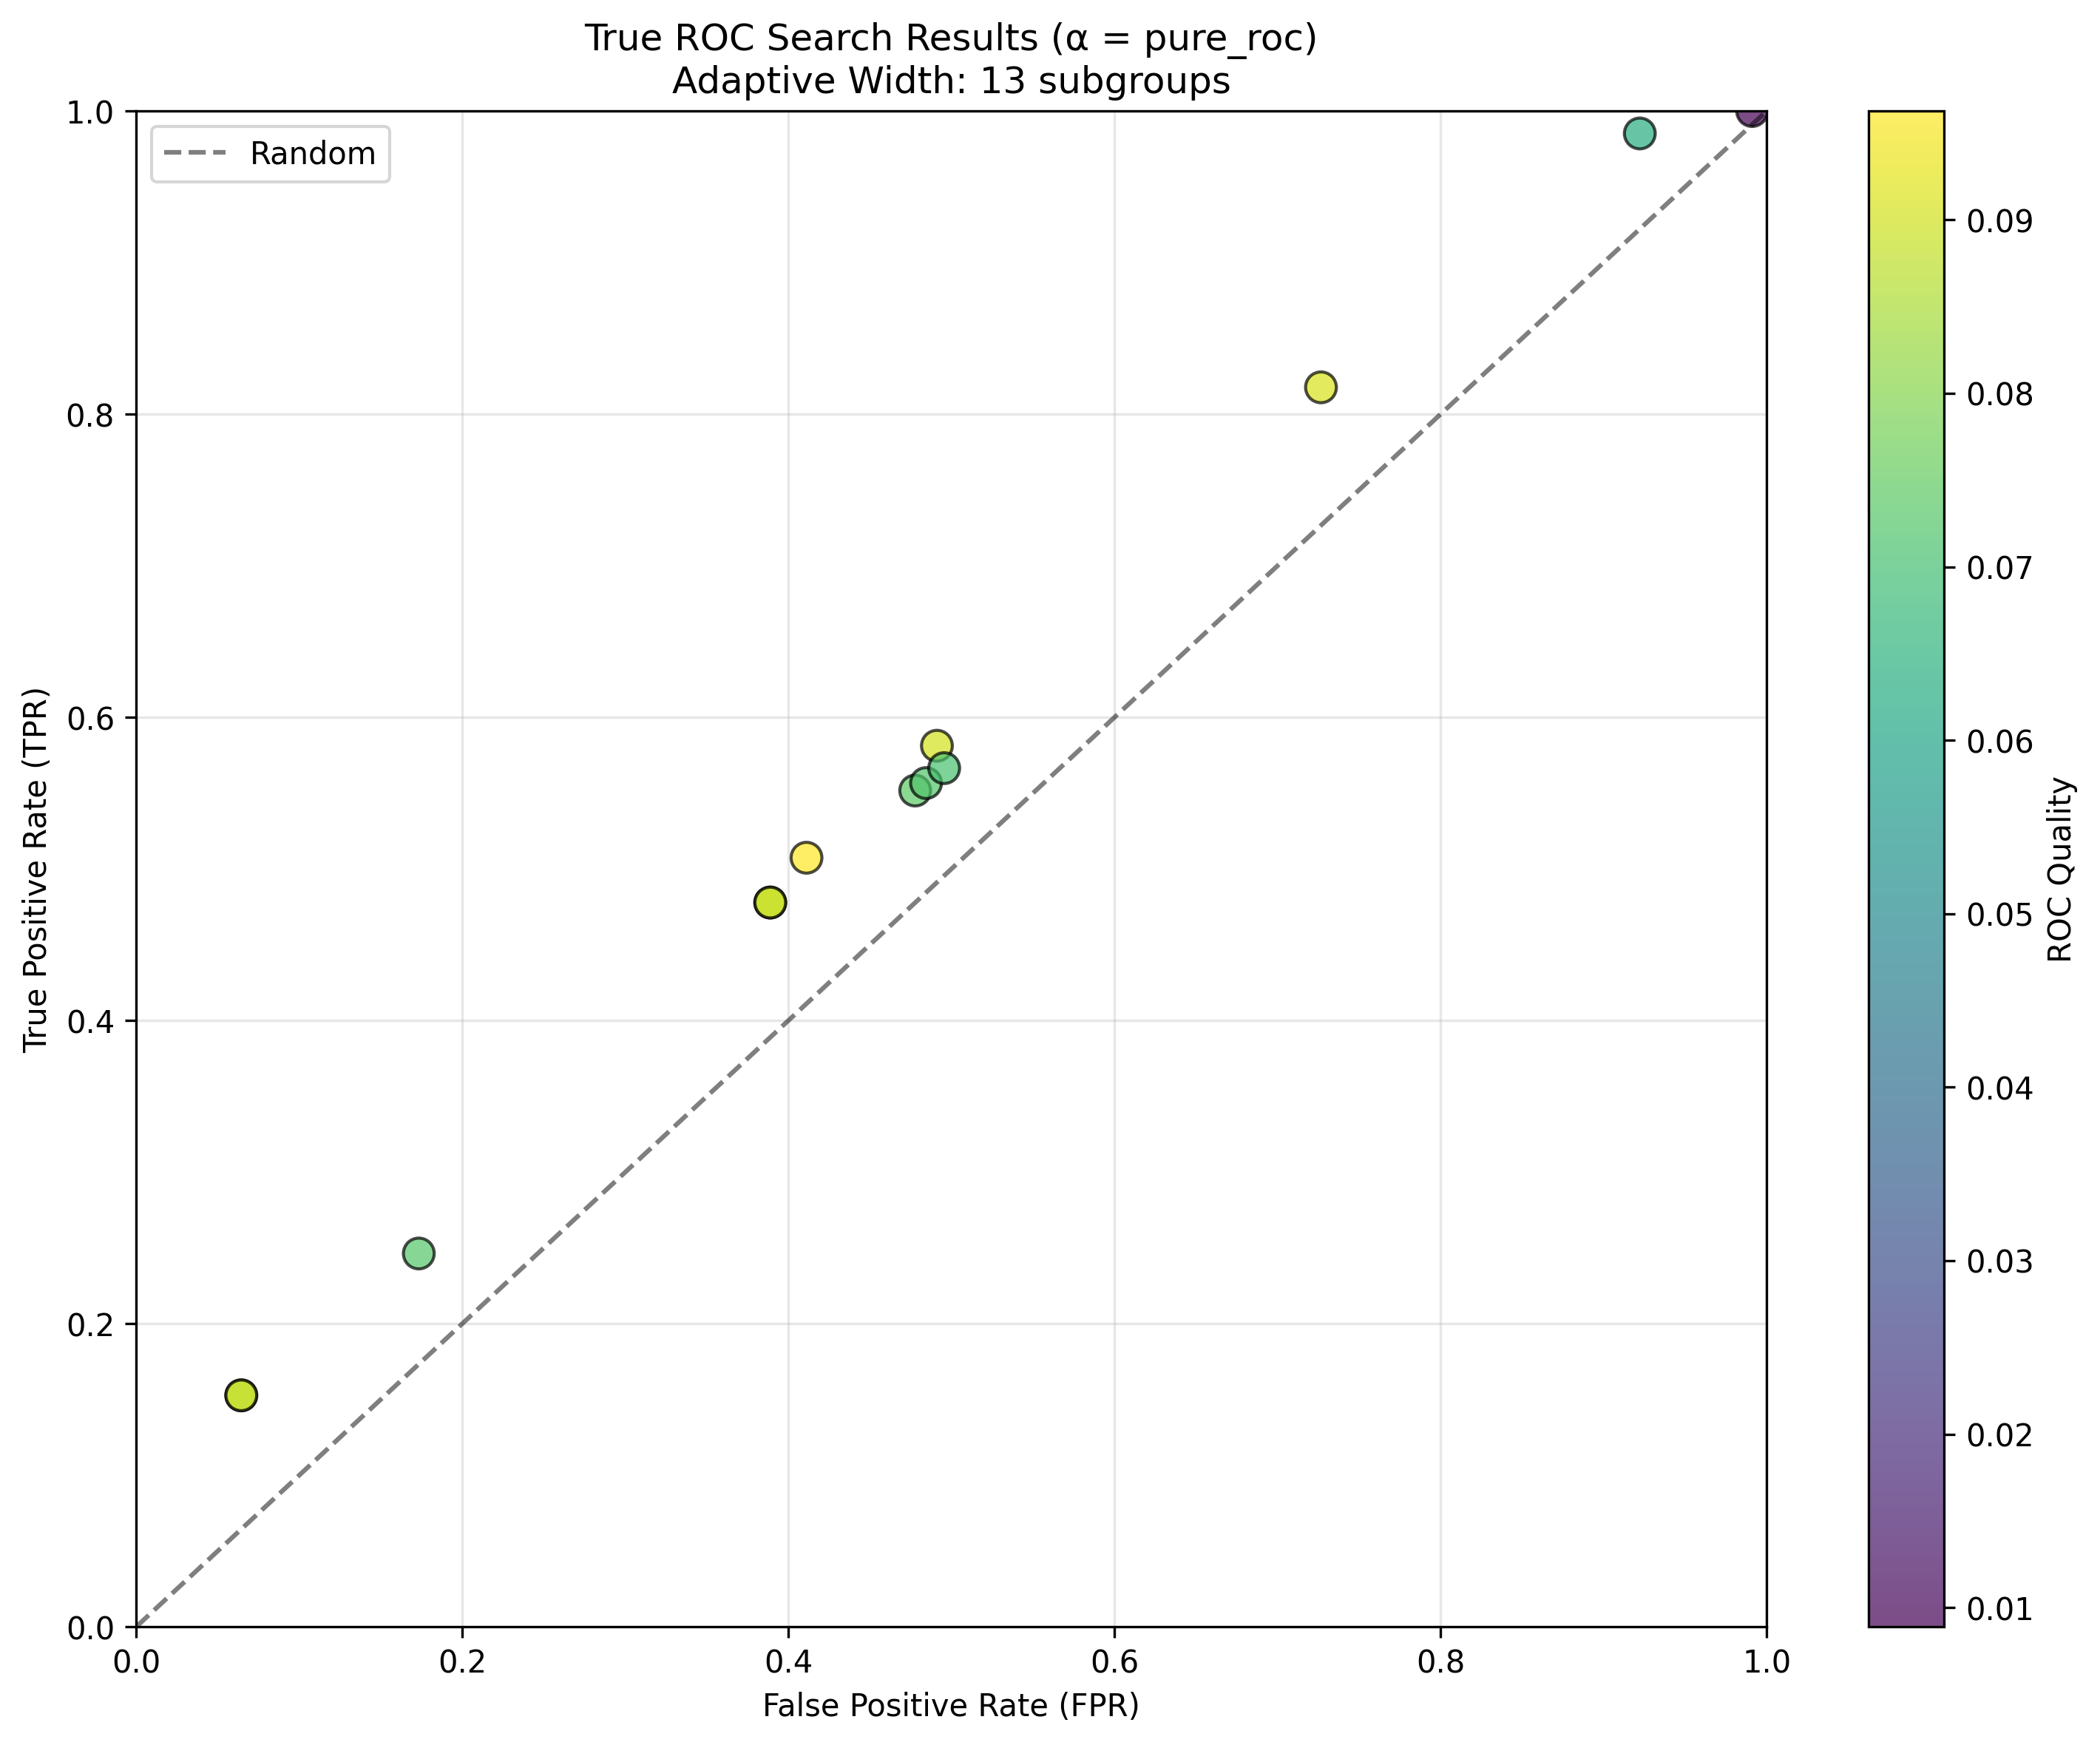 True ROC Search Results (α = pure_roc)
Adaptive Width: 13 subgroups
Random
True Positive Rate (TPR)
1.0
0.8
0.6
0.4
0.2
0.0
0.0 0.2 0.4 0.6 0.8 1.0
False Positive Rate (FPR)
0.09
0.08
0.07
0.06
0.05
0.04
0.03
0.02
0.01
ROC Quality